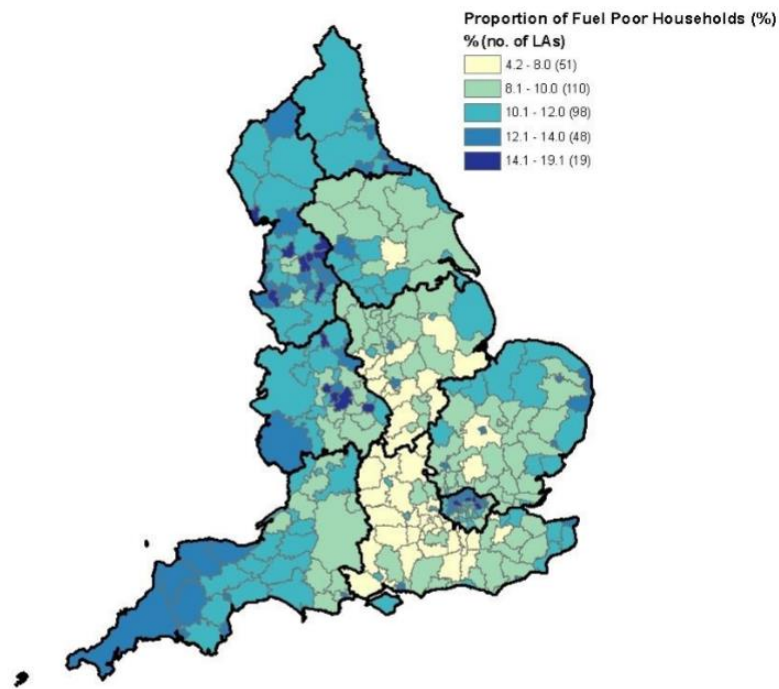 Proportion of Fuel Poor Households (%)
% (no. of LAs)
4.2 - 8.0 (51)
8.1 - 10.0 (110)
10.1 - 12.0 (98)
12.1 - 14.0 (48)
14.1 - 19.1 (19)